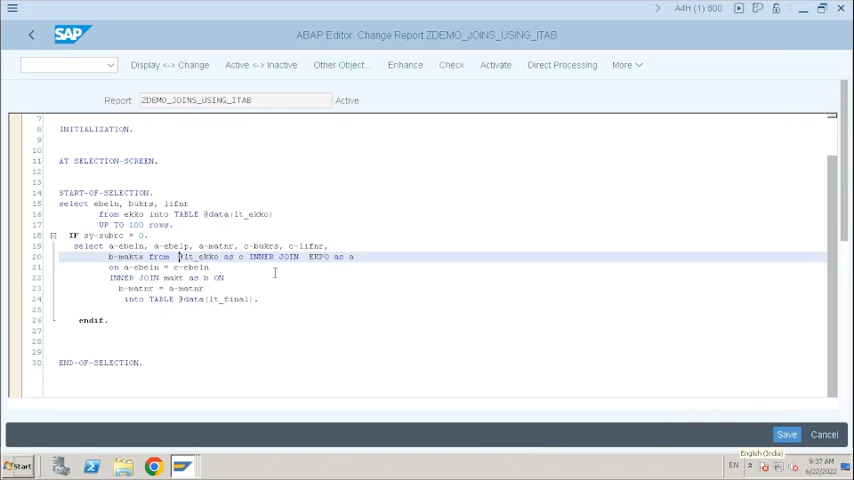 A4H (1) 800
SAP
ABAP Editor: Change Report ZDEMO_JOINS_USING_ITAB
Display <-> Change Active <-> Inactive Other Object... Enhance Check Activate Direct Processing More
Report: ZDEMO_JOINS_USING_ITAB Active
7
8 INITIALIZATION.
9
10
11 AT SELECTION-SCREEN.
12
13
14 START-OF-SELECTION.
15 select ebeln, bukrs, lifnr
16 from ekko into TABLE @data(lt_ekko)
17 UP TO 100 rows.
18 IF sy-subrc = 0.
19 select a~ebeln, a~ebelp, a~matnr, c~bukrs, c~lifnr,
20 b~maktx from @lt_ekko as c INNER JOIN EKPO as a
21 on a~ebeln = c~ebeln
22 INNER JOIN makt as b ON
23 b~matnr = a~matnr
24 into TABLE @data(lt_final).
25
26 endif.
27
28
29
30 END-OF-SELECTION.
Save Cancel
English (India)
Start
EN
9:37 AM
6/22/2022